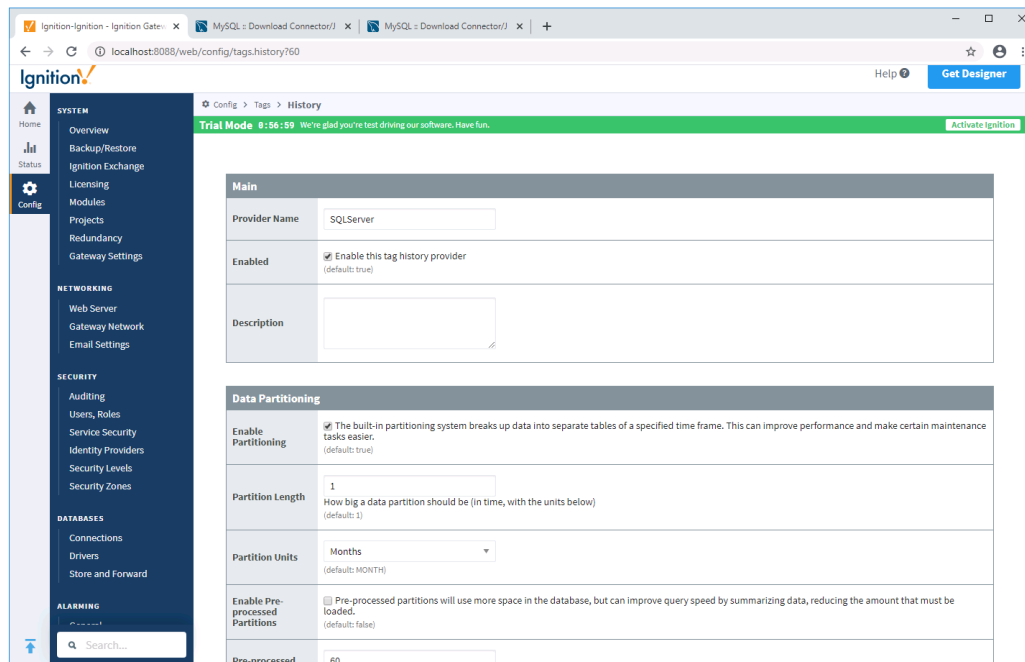 Ignition-Ignition - Ignition Gatew
MySQL :: Download Connector/J
MySQL :: Download Connector/J
localhost:8088/web/config/tags.history?60
Ignition!
Help
Get Designer
Home
Status
Config
SYSTEM
Overview
Backup/Restore
Ignition Exchange
Licensing
Modules
Projects
Redundancy
Gateway Settings
NETWORKING
Web Server
Gateway Network
Email Settings
SECURITY
Auditing
Users, Roles
Service Security
Identity Providers
Security Levels
Security Zones
DATABASES
Connections
Drivers
Store and Forward
ALARMING
General
Search...
Config > Tags > History
Trial Mode 0:56:59 We're glad you're test driving our software. Have fun.
Activate Ignition
Main
Provider Name
SQLServer
Enabled
Enable this tag history provider
(default: true)
Description
Data Partitioning
Enable
Partitioning
The built-in partitioning system breaks up data into separate tables of a specified time frame. This can improve performance and make certain maintenance
tasks easier.
(default: true)
Partition Length
1
How big a data partition should be (in time, with the units below)
(default: 1)
Partition Units
Months
(default: MONTH)
Enable Pre-
processed
Partitions
Pre-processed partitions will use more space in the database, but can improve query speed by summarizing data, reducing the amount that must be
loaded.
(default: false)
Pre-processed
60